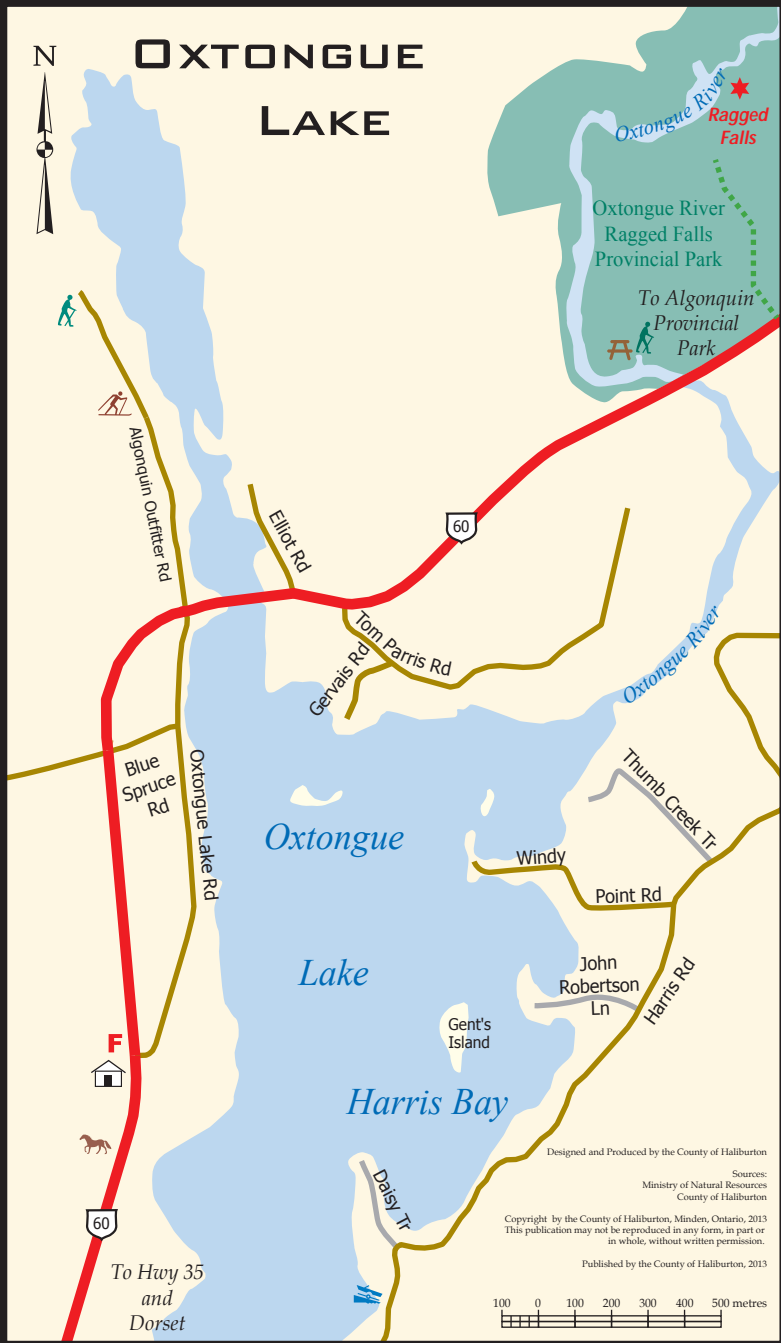 OXTONGUE
LAKE
N
Oxtongue River
Ragged
Falls
Oxtongue River
Ragged Falls
Provincial Park
To Algonquin
Provincial
Park
Algonquin Outfitter Rd
Elliot Rd
60
Tom Parris Rd
Gervais Rd
Oxtongue River
Blue
Spruce
Rd
Oxtongue Lake Rd
Thumb Creek Tr
Oxtongue
Windy
Point Rd
Lake
John
Robertson
Ln
Harris Rd
Gent's
Island
F
Harris Bay
Daisy Tr
60
To Hwy 35
and
Dorset
Designed and Produced by the County of Haliburton
Sources:
Ministry of Natural Resources
County of Haliburton
Copyright by the County of Haliburton, Minden, Ontario, 2013
This publication may not be reproduced in any form, in part or
in whole, without written permission.
Published by the County of Haliburton, 2013
100 0 100 200 300 400 500 metres